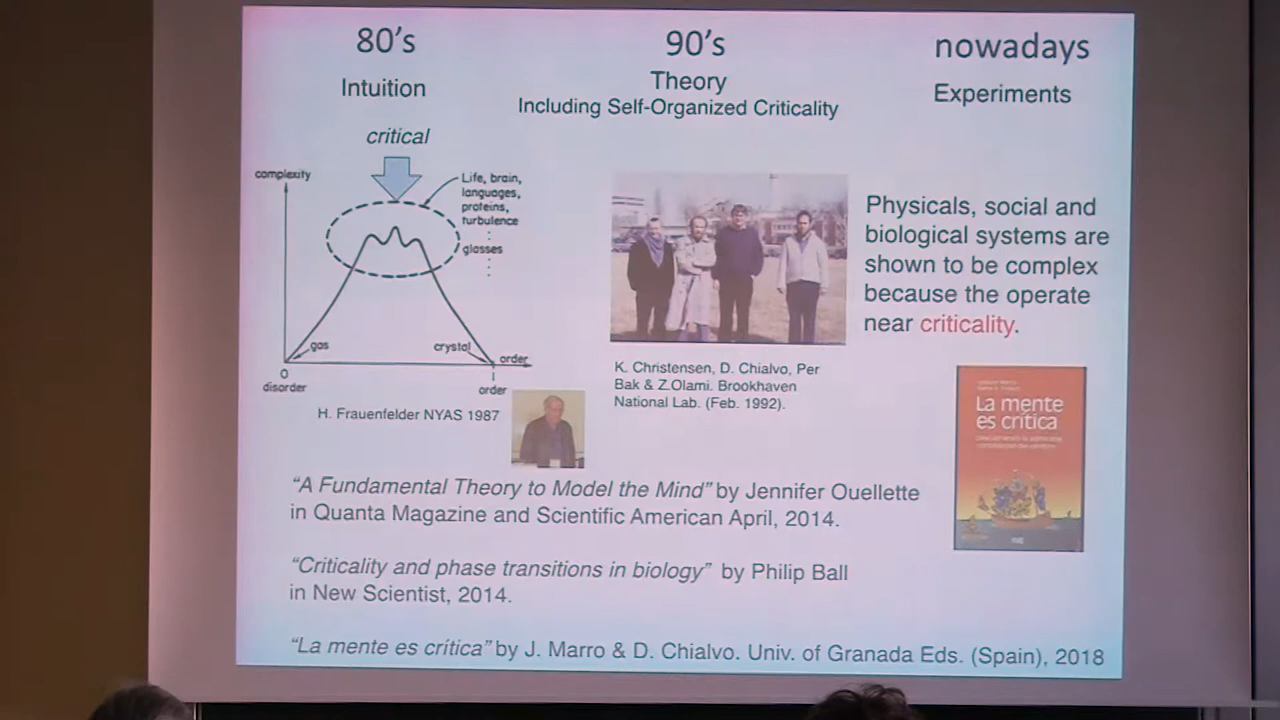 80's
Intuition
critical
complexity
Life, brain,
languages,
proteins,
turbulence
glasses
gas
crystal
order
0
1
disorder
order
H. Frauenfelder NYAS 1987
90's
Theory
Including Self-Organized Criticality
K. Christensen, D. Chialvo, Per
Bak & Z.Olami. Brookhaven
National Lab. (Feb. 1992).
nowadays
Experiments
Physicals, social and
biological systems are
shown to be complex
because the operate
near criticality.
La mente
es crítica
“A Fundamental Theory to Model the Mind” by Jennifer Ouellette
in Quanta Magazine and Scientific American April, 2014.
“Criticality and phase transitions in biology” by Philip Ball
in New Scientist, 2014.
“La mente es crítica” by J. Marro & D. Chialvo. Univ. of Granada Eds. (Spain), 2018